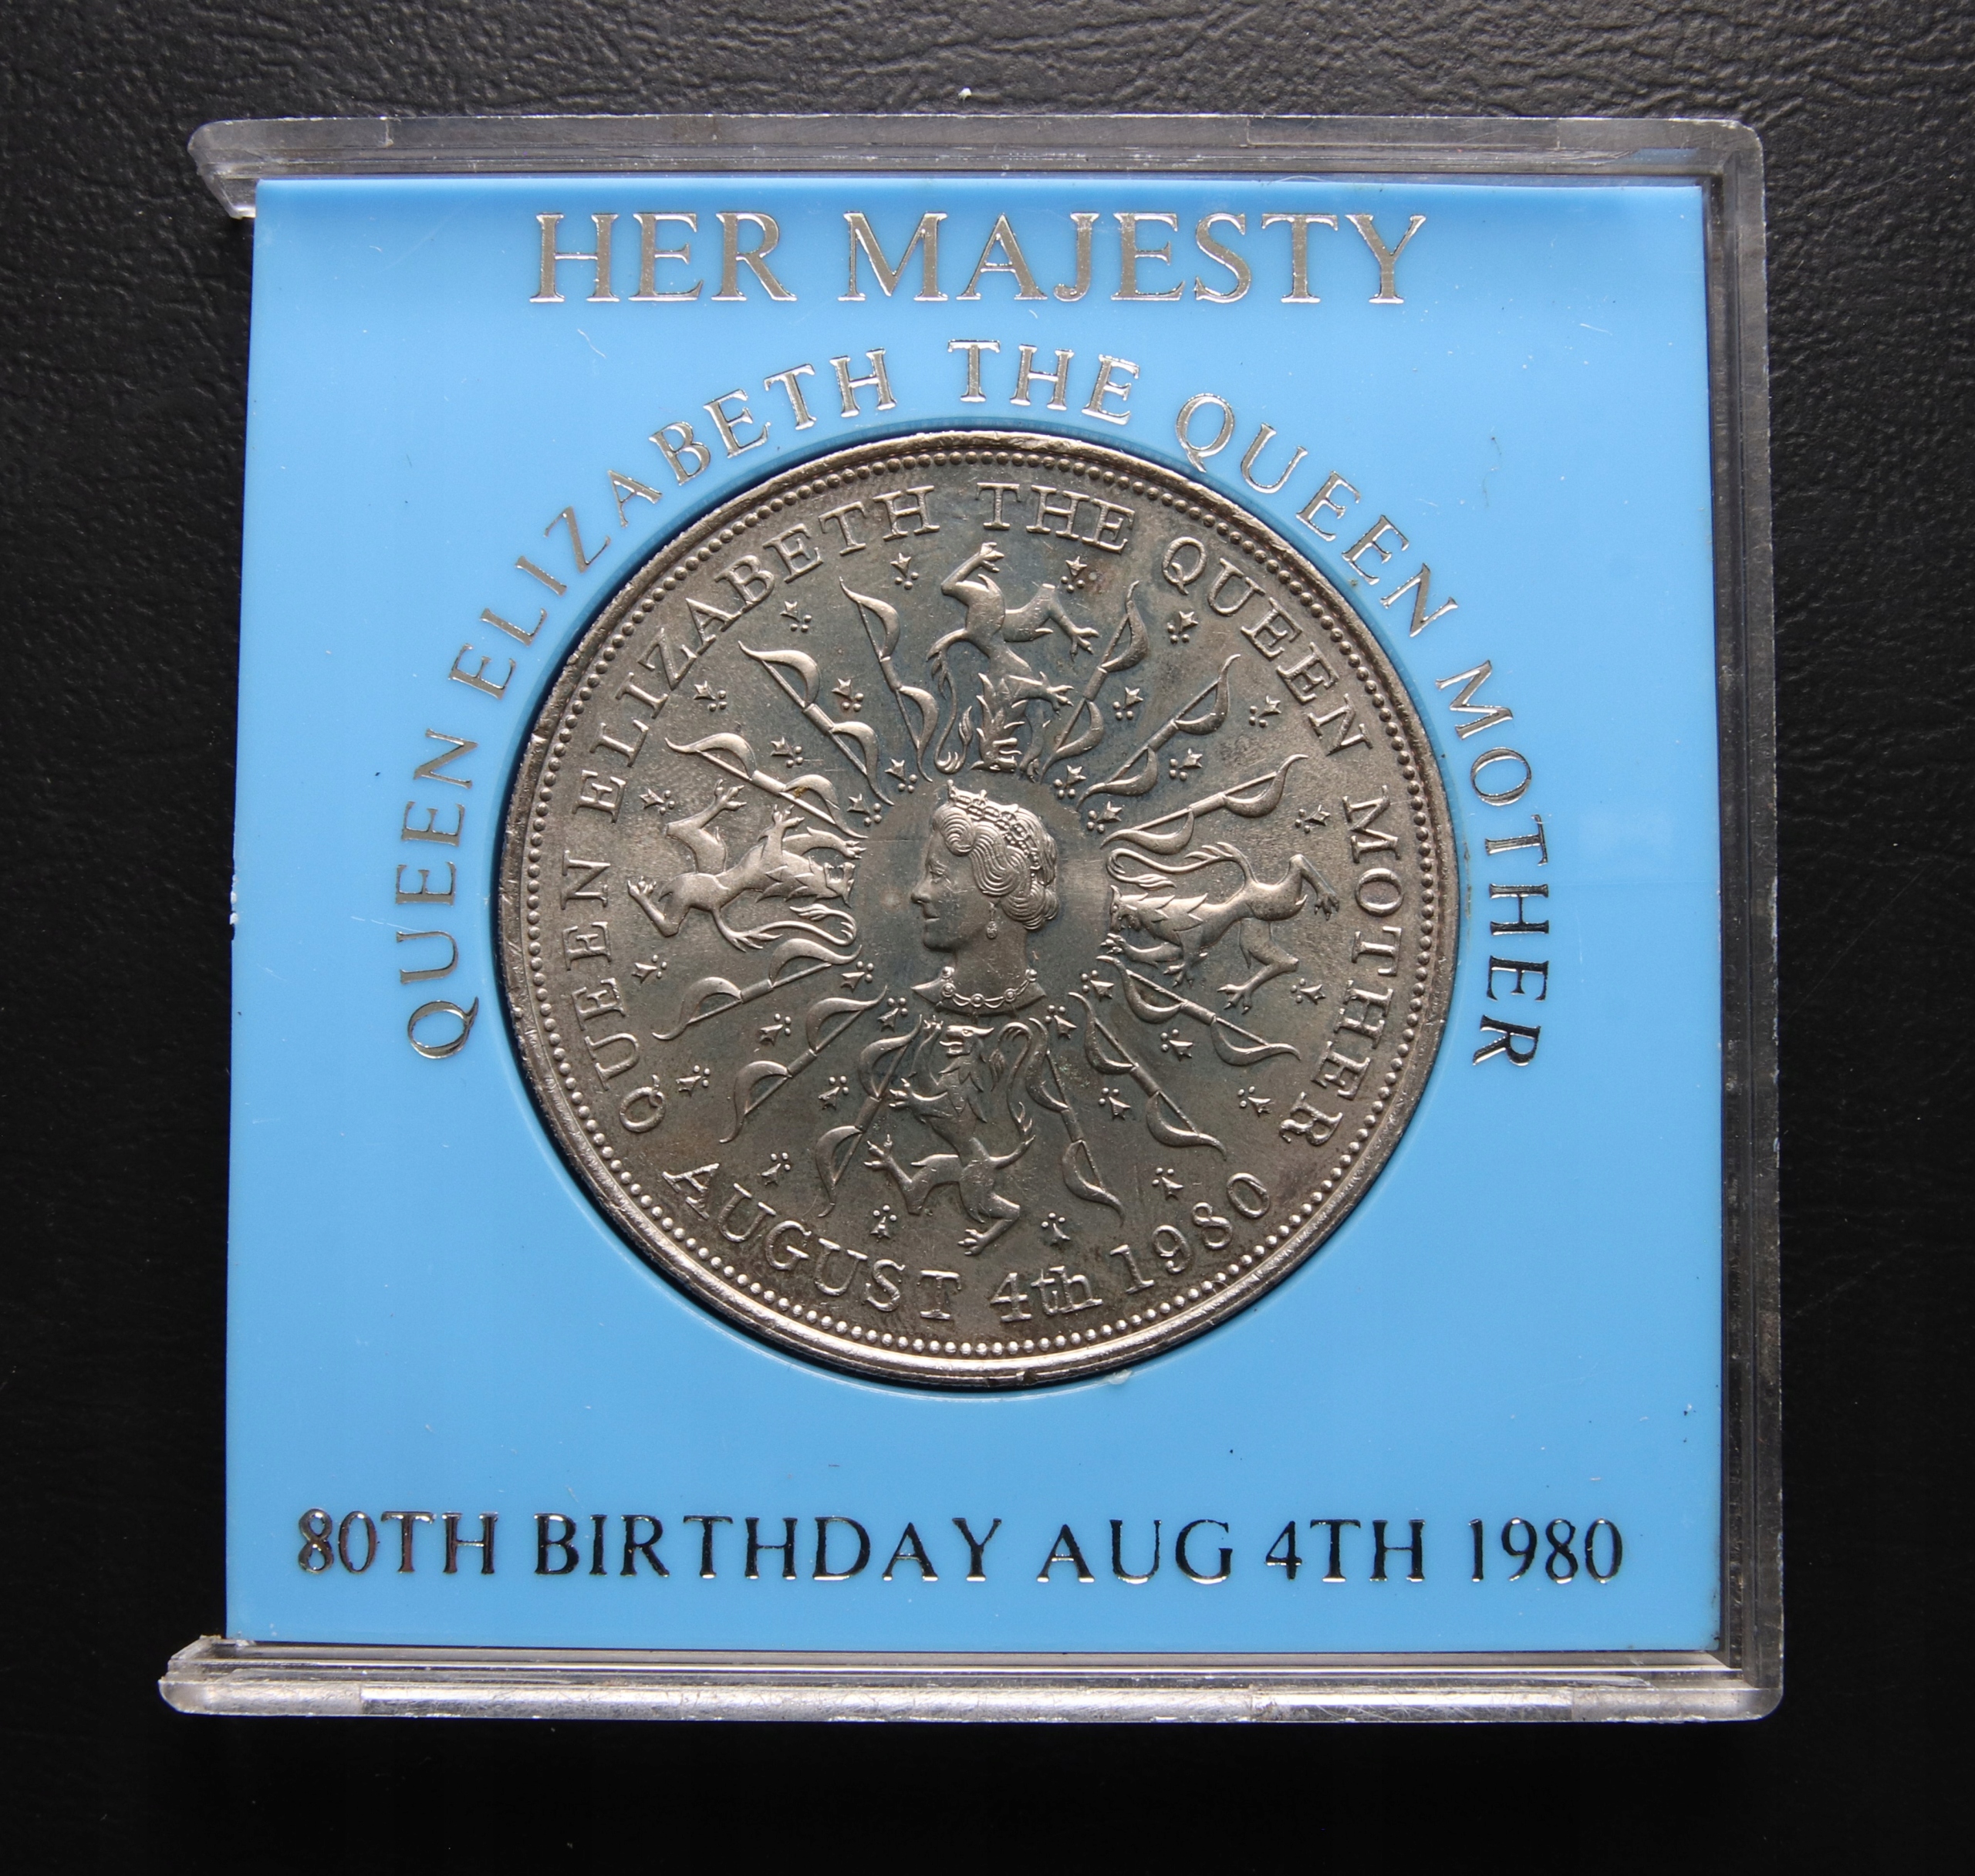 HER MAJESTY
QUEEN ELIZABETH THE QUEEN MOTHER
QUEEN ELIZABETH THE QUEEN MOTHER
AUGUST 4th 1980
80TH BIRTHDAY AUG 4TH 1980